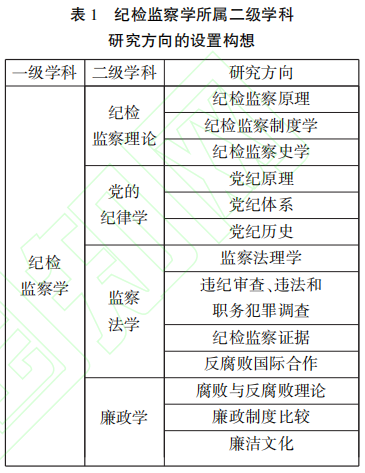 表 1 纪检监察学所属二级学科
研究方向的设置构想
一级学科 二级学科 研究方向
纪检
监察学
纪检
监察理论
纪检监察原理
纪检监察制度学
纪检监察史学
党的
纪律学
党纪原理
党纪体系
党纪历史
监察
法学
监察法理学
违纪审查、违法和
职务犯罪调查
纪检监察证据
反腐败国际合作
廉政学
腐败与反腐败理论
廉政制度比较
廉洁文化